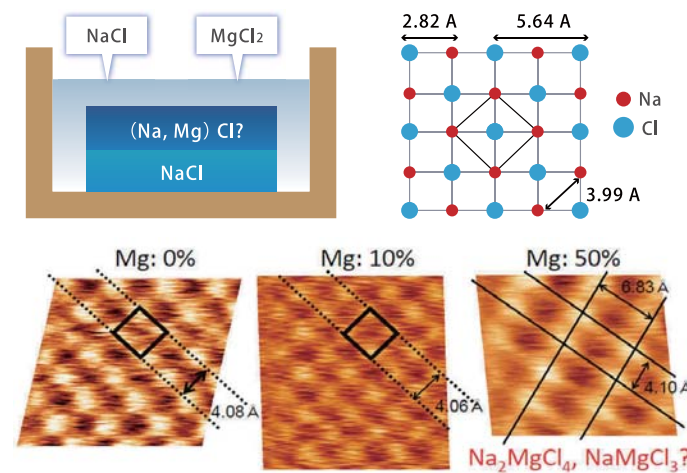 NaCl
MgCl₂
(Na, Mg) Cl?
NaCl
2.82 A
5.64 A
Na
Cl
3.99 A
Mg: 0%
Mg: 10%
Mg: 50%
4.08 Å
4.06 Å
6.83 Å
4.10 Å
Na₂MgCl₄, NaMgCl₃?